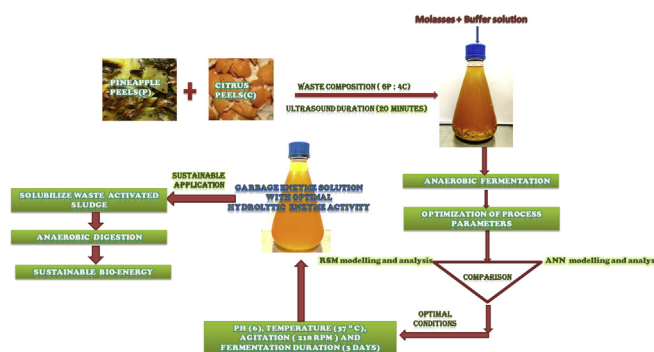 Molasses + Buffer solution
PINEAPPLE
PEELS(P)
CITRUS
PEELS(C)
WASTE COMPOSITION ( 6P : 4C)
ULTRASOUND DURATION (20 MINUTES)
ANAEROBIC FERMENTATION
OPTIMIZATION OF PROCESS
PARAMETERS
RSM modelling and analysis
ANN modelling and analys
COMPARISON
OPTIMAL
CONDITIONS
PH (6), TEMPERATURE (37 ° C),
AGITATION ( 218 RPM ) AND
FERMENTATION DURATION (3 DAYS)
GARBAGE ENZYME SOLUTION
WITH OPTIMAL
HYDROLYTIC ENZYME ACTIVITY
SUSTAINABLE
APPLICATION
SOLUBILIZE WASTE ACTIVATED
SLUDGE
ANAEROBIC DIGESTION
SUSTAINABLE BIO-ENERGY